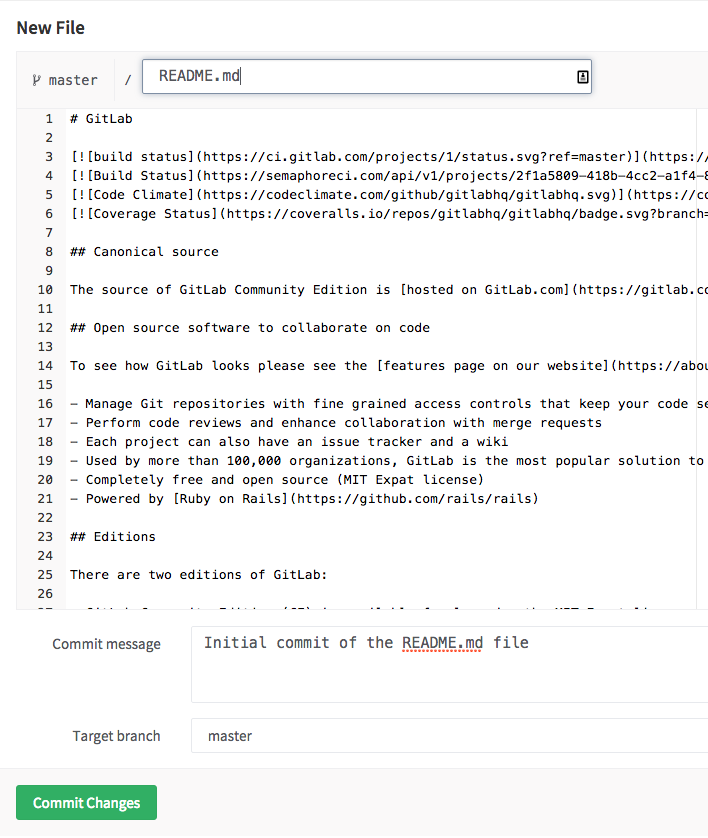 New File
master / README.md
1 # GitLab
2
3 [![build status](https://ci.gitlab.com/projects/1/status.svg?ref=master)](https:/
4 [![Build Status](https://semaphoreci.com/api/v1/projects/2f1a5809-418b-4cc2-a1f4-8
5 [![Code Climate](https://codeclimate.com/github/gitlabhq/gitlabhq.svg)](https://co
6 [![Coverage Status](https://coveralls.io/repos/gitlabhq/gitlabhq/badge.svg?branch=
7
8 ## Canonical source
9
10 The source of GitLab Community Edition is [hosted on GitLab.com](https://gitlab.co
11
12 ## Open source software to collaborate on code
13
14 To see how GitLab looks please see the [features page on our website](https://abou
15
16 - Manage Git repositories with fine grained access controls that keep your code se
17 - Perform code reviews and enhance collaboration with merge requests
18 - Each project can also have an issue tracker and a wiki
19 - Used by more than 100,000 organizations, GitLab is the most popular solution to
20 - Completely free and open source (MIT Expat license)
21 - Powered by [Ruby on Rails](https://github.com/rails/rails)
22
23 ## Editions
24
25 There are two editions of GitLab:
26
Commit message Initial commit of the README.md file
Target branch master
Commit Changes